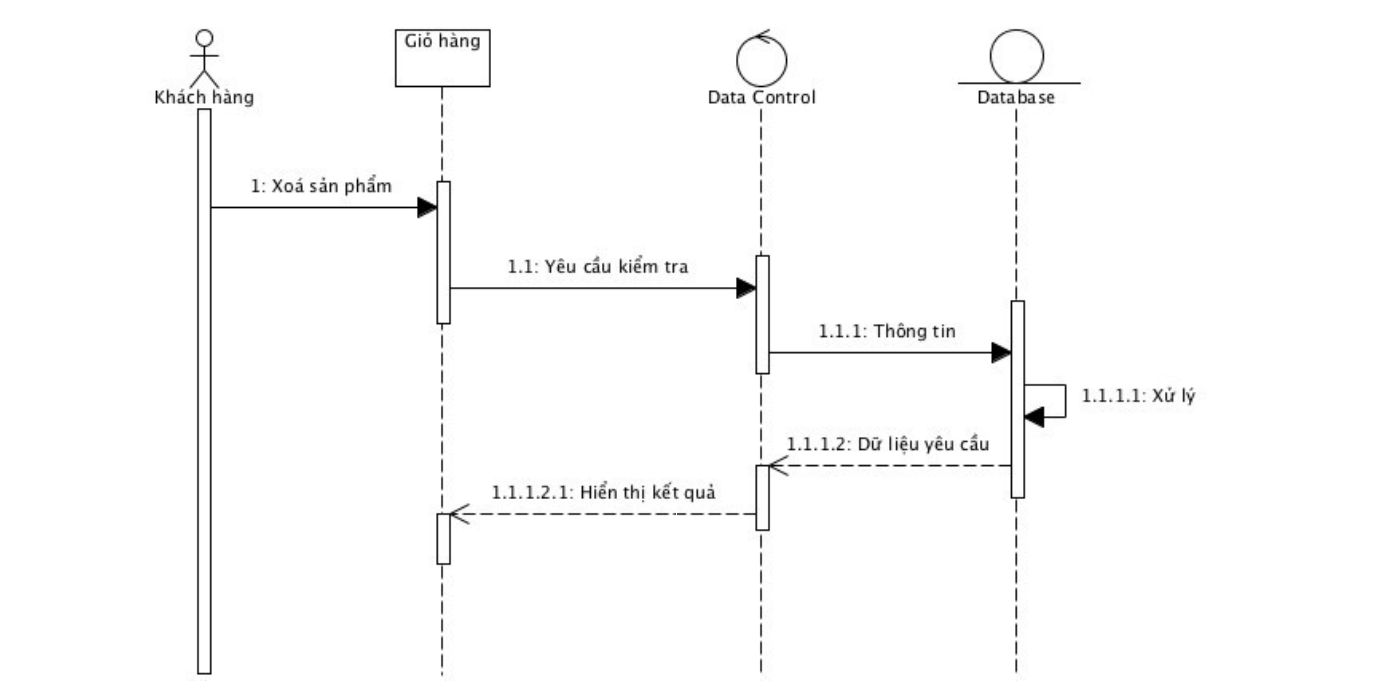 Giỏ hàng
Khách hàng
Data Control
Database
1: Xoá sản phẩm
1.1: Yêu cầu kiểm tra
1.1.1: Thông tin
1.1.1.1: Xử lý
1.1.1.2: Dữ liệu yêu cầu
1.1.1.2.1: Hiển thị kết quả